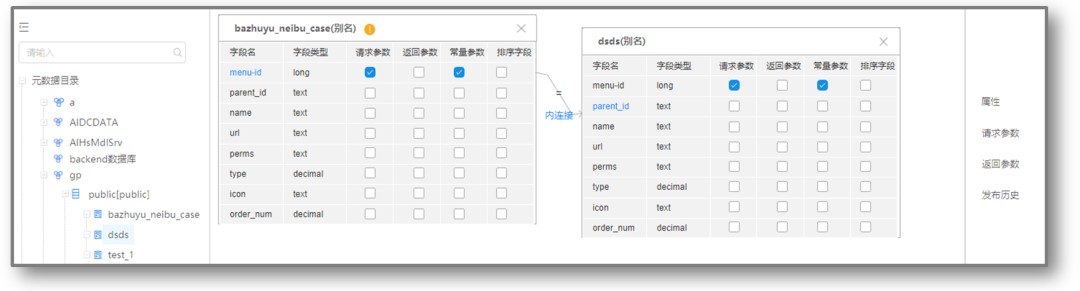 请输入
元数据目录
a
AIDCDATA
AIHsMdlSrv
backend数据库
gp
public[public]
bazhuyu_neibu_case
dsds
test_1
bazhuyu_neibu_case(别名)
字段名 字段类型 请求参数 返回参数 常量参数 排序字段
menu-id long
parent_id text
name text
url text
perms text
type decimal
icon text
order_num decimal
=
内连接
dsds(别名)
字段名 字段类型 请求参数 返回参数 常量参数 排序字段
menu-id long
parent_id text
name text
url text
perms text
type decimal
icon text
order_num decimal
属性
请求参数
返回参数
发布历史